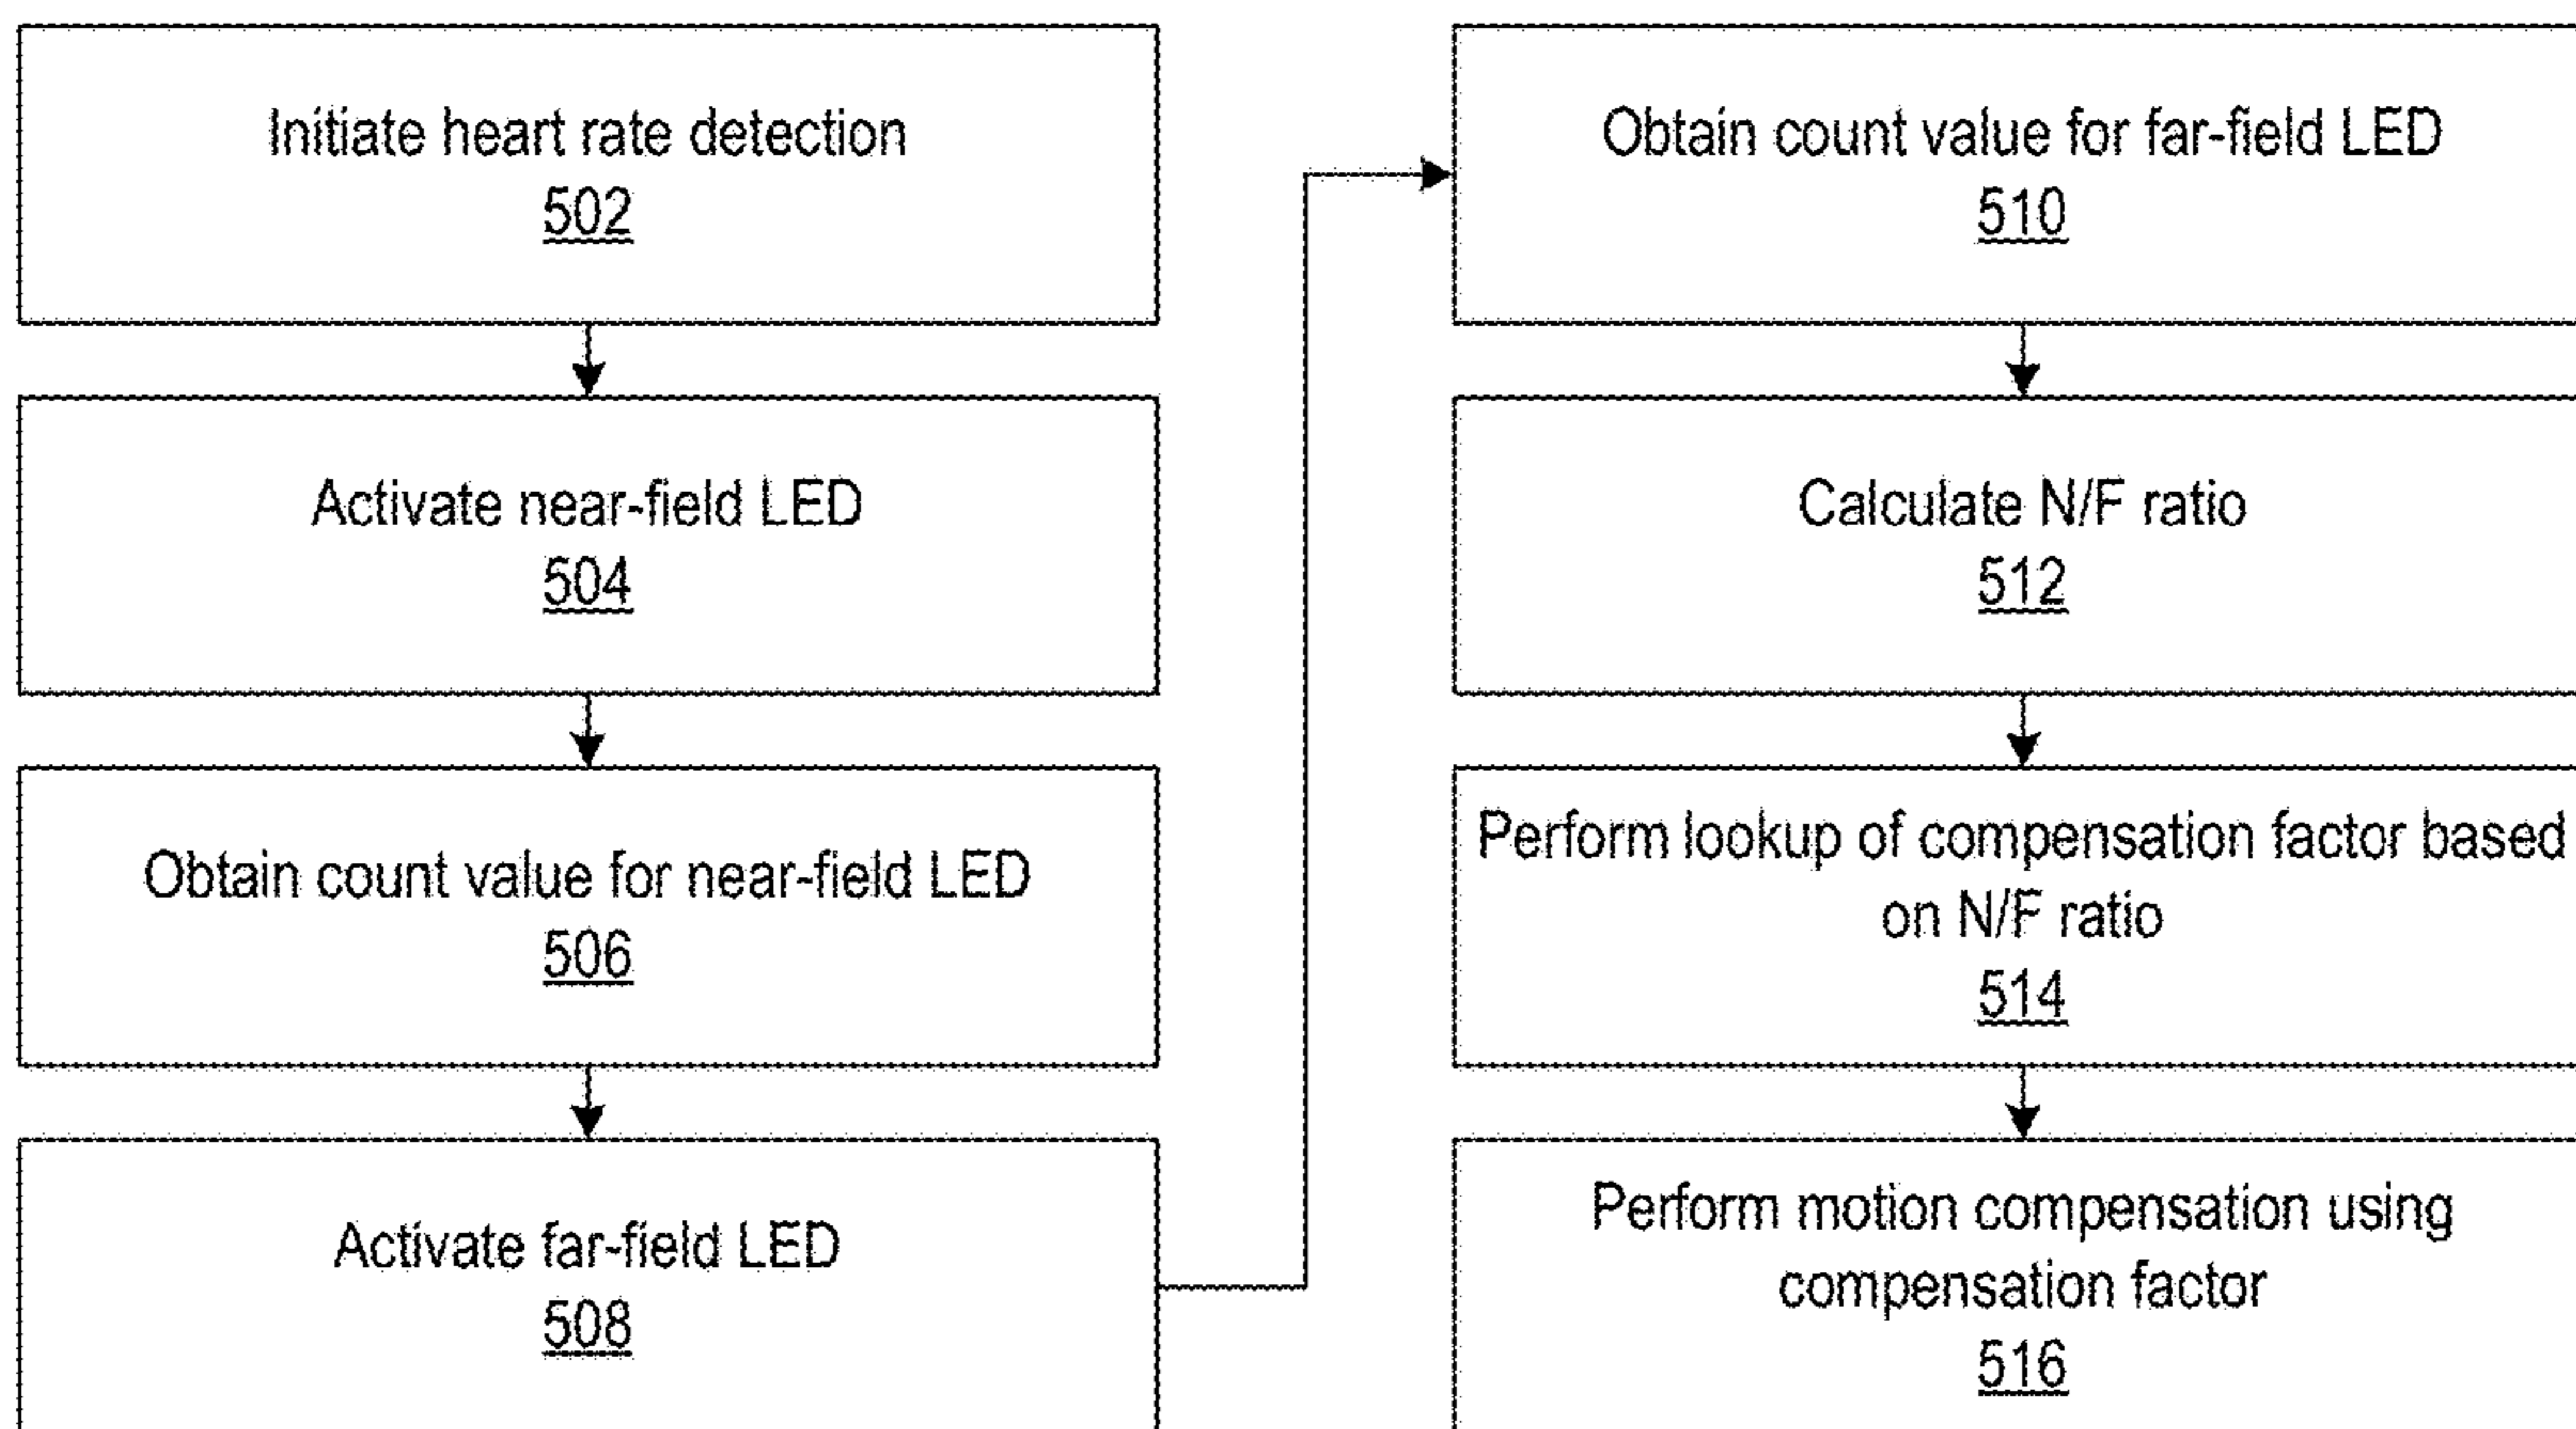 Initiate heart rate detection
502
Activate near-field LED
504
Obtain count value for near-field LED
506
Activate far-field LED
508
Obtain count value for far-field LED
510
Calculate N/F ratio
512
Perform lookup of compensation factor based
on N/F ratio
514
Perform motion compensation using
compensation factor
516